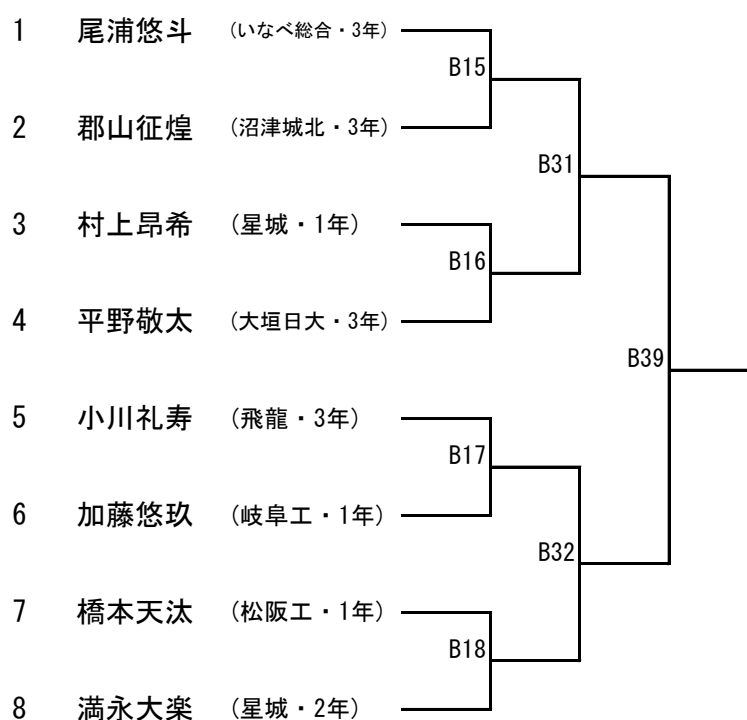 1 尾浦悠斗 (いなべ総合・3年)
B15
2 郡山征煌 (沼津城北・3年)
B31
3 村上昂希 (星城・1年)
B16
4 平野敬太 (大垣日大・3年)
B39
5 小川礼寿 (飛龍・3年)
B17
6 加藤悠玖 (岐阜工・1年)
B32
7 橋本天汰 (松阪工・1年)
B18
8 満永大楽 (星城・2年)